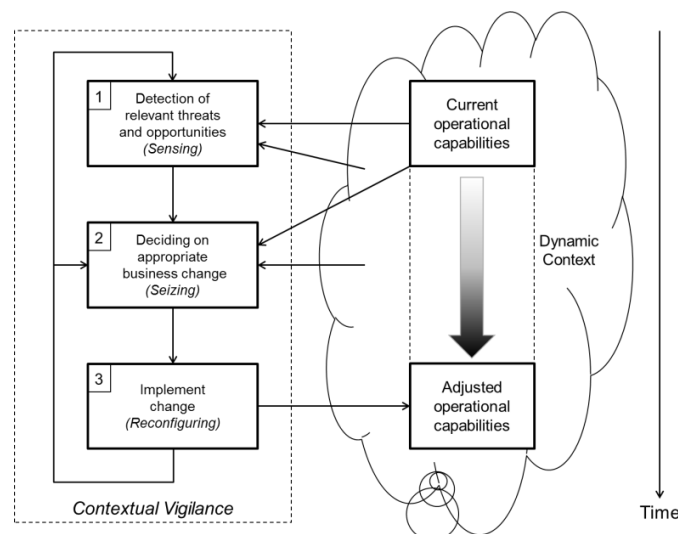 1
Detection of
relevant threats
and opportunities
(Sensing)
Current
operational
capabilities
2
Deciding on
appropriate
business change
(Seizing)
Dynamic
Context
3
Implement
change
(Reconfiguring)
Adjusted
operational
capabilities
Contextual Vigilance
Time